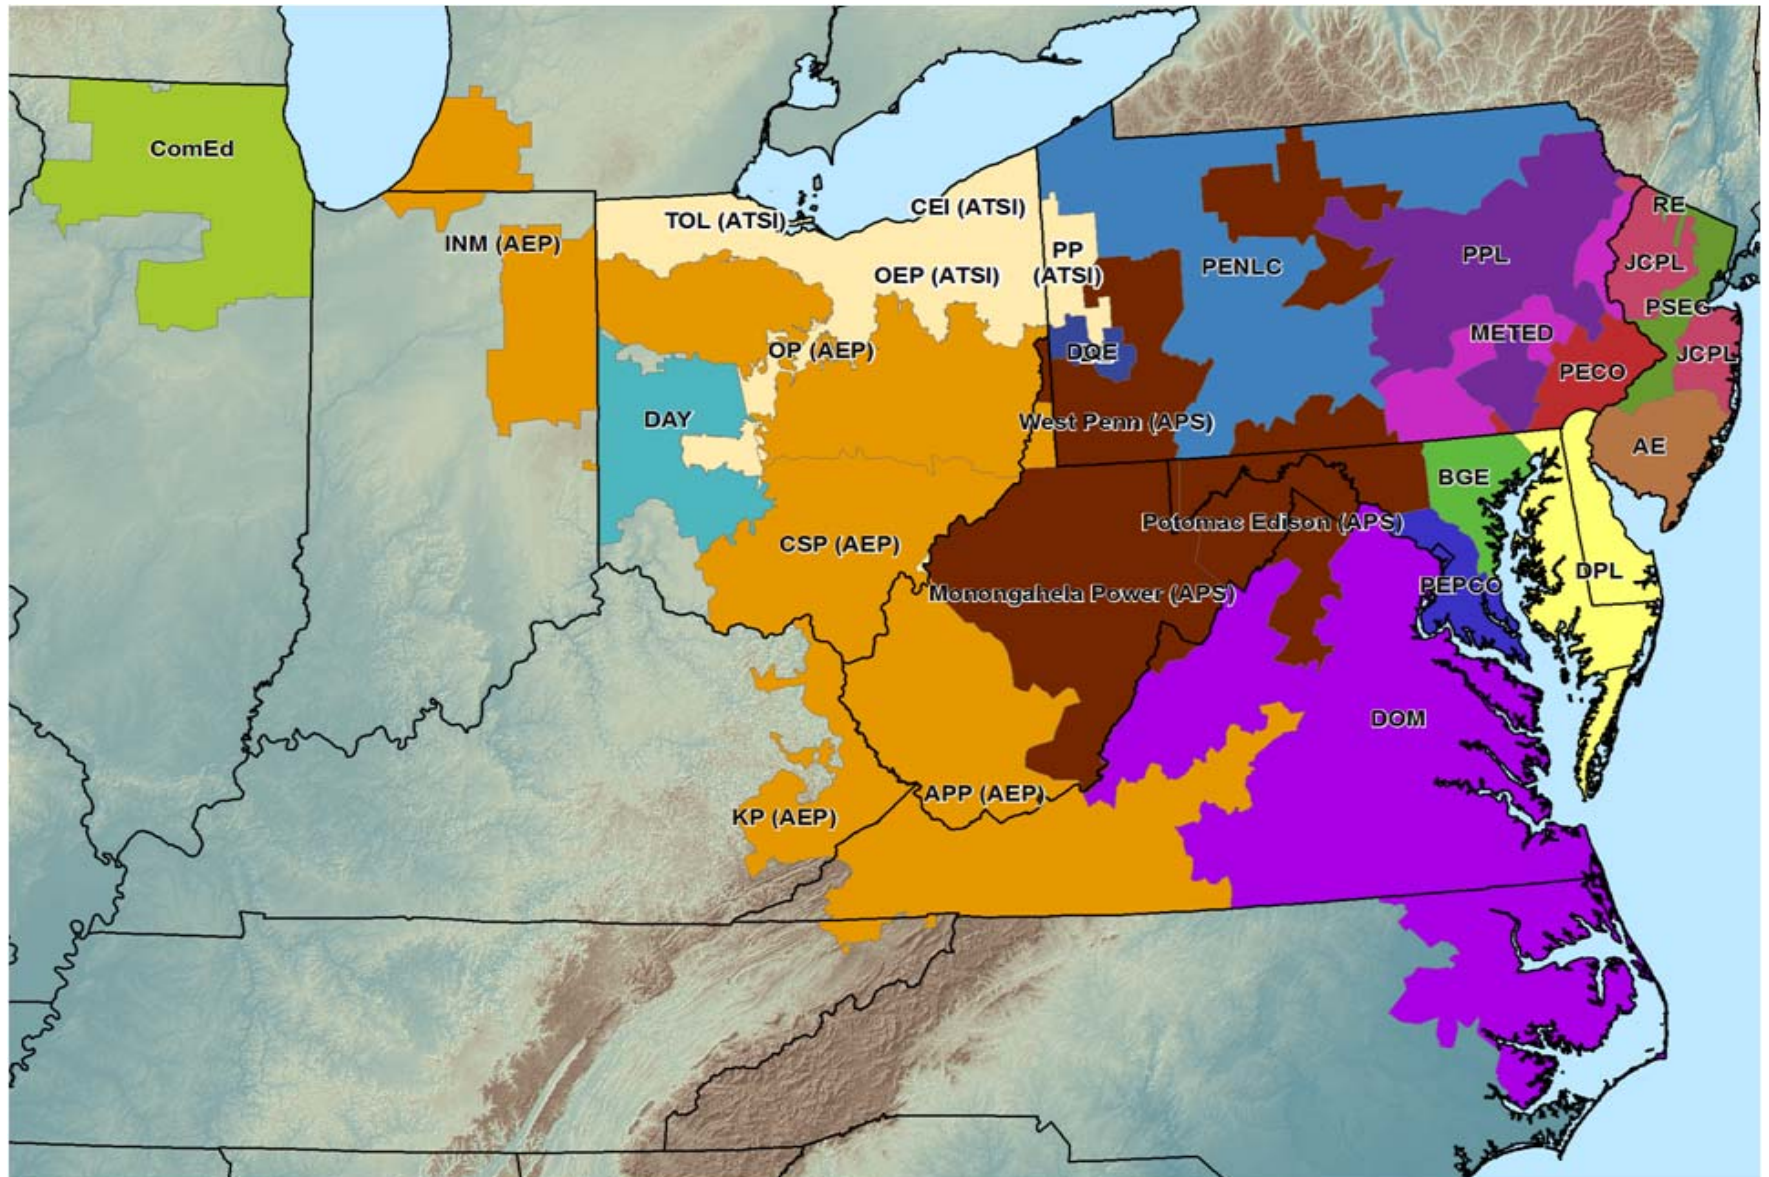 ComEd
RE
TOL (ATSI)
CEI (ATSI)
INM (AEP)
PP
(ATSI)
OEP (ATSI)
PENLC
PPL
JCPL
PSEG
METED
OP (AEP)
DQE
JCPL
PECO
DAY
West Penn (APS)
AE
BGE
Potomac Edison (APS)
CSP (AEP)
DPL
PEPCO
Monongahela Power (APS)
DOM
APP (AEP)
KP (AEP)